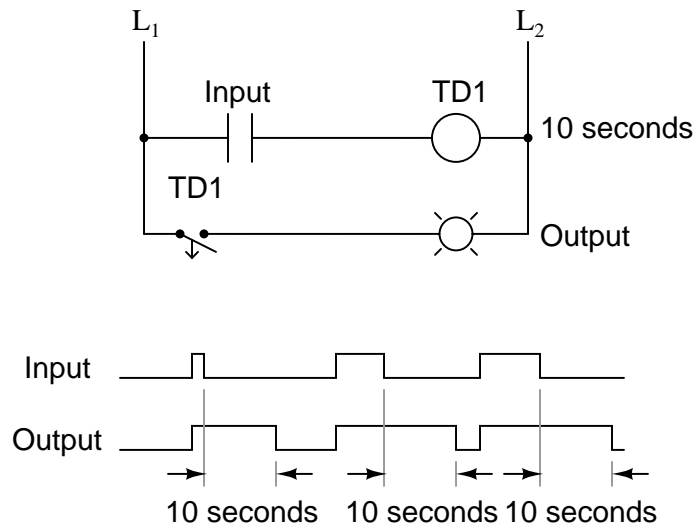 L1 L2
Input TD1
10 seconds
TD1
Output
Input
Output
10 seconds 10 seconds 10 seconds